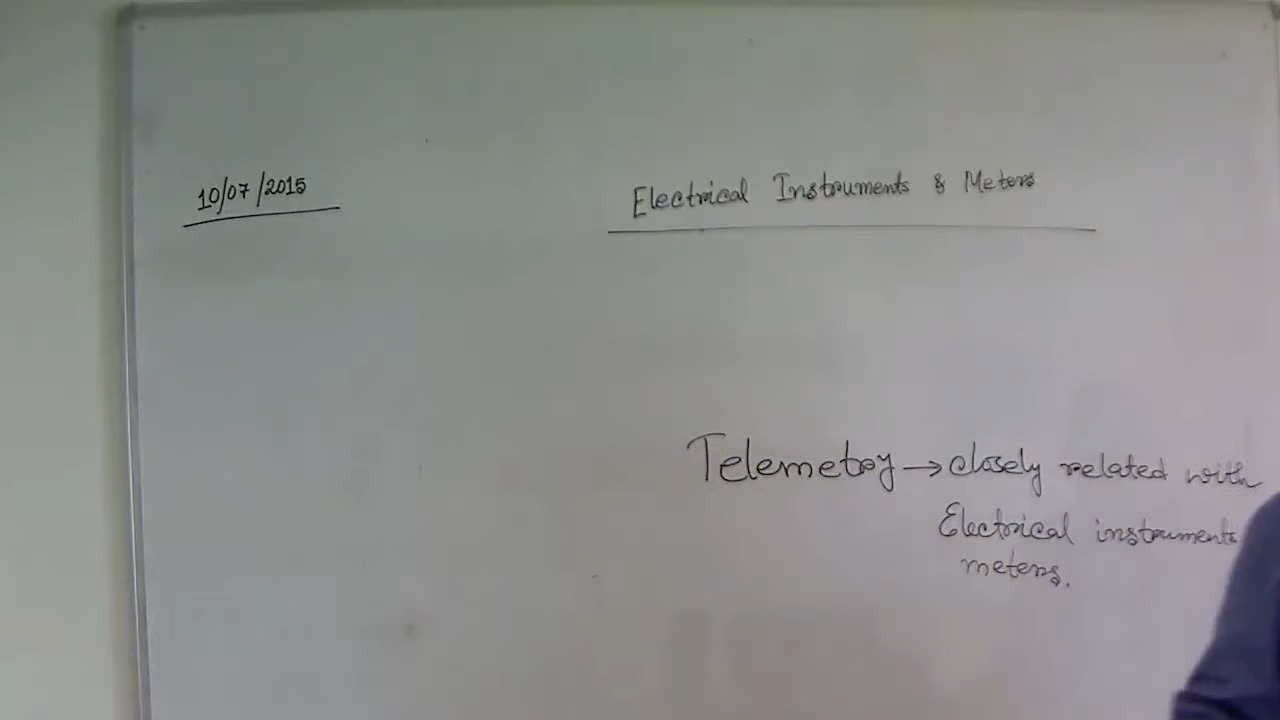 10/07/2015
Electrical Instruments & Meters
Telemetry → closely related with
Electrical instruments
meters.